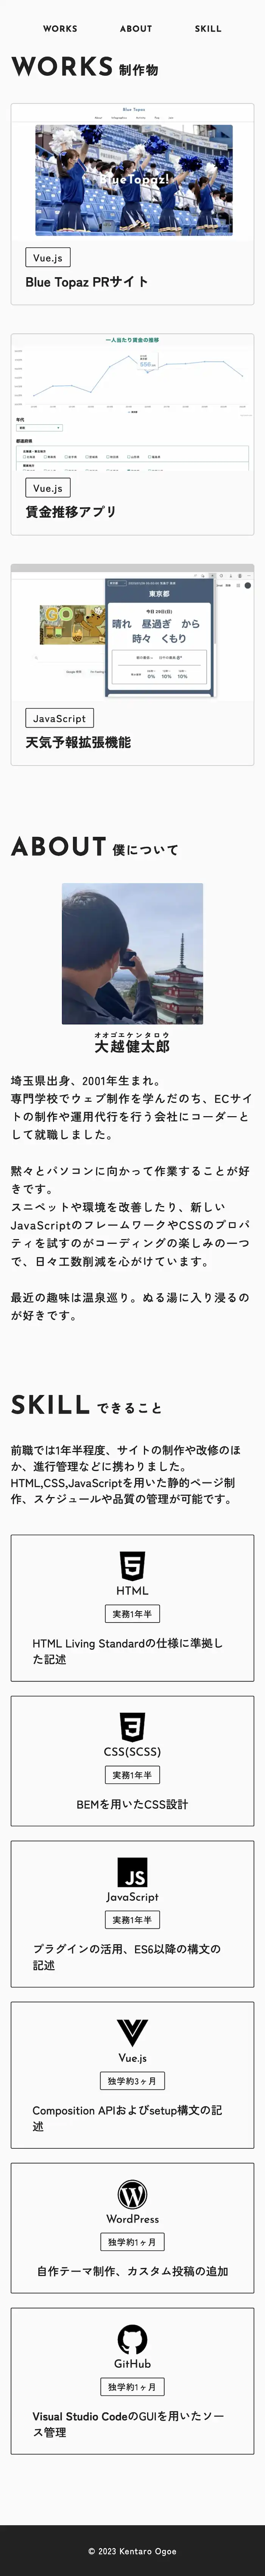 WORKS ABOUT SKILL
WORKS 制作物
Blue Topaz
BlueTopaz!
Vue.js
Blue Topaz PRサイト
一人当たり賃金の推移
年代
都道府県
Vue.js
賃金推移アプリ
東京都
今日 29日(日)
晴れ 昼過ぎ から
時々 くもり
0% 10% 10%
JavaScript
天気予報拡張機能
ABOUT 僕について
オオゴエケンタロウ
大越健太郎
埼玉県出身、2001年生まれ。
専門学校でウェブ制作を学んだのち、ECサイ
トの制作や運用代行を行う会社にコーダーと
して就職しました。
黙々とパソコンに向かって作業することが好
きです。
スニペットや環境を改善したり、新しい
JavaScriptのフレームワークやCSSのプロパ
ティを試すのがコーディングの楽しみの一つ
で、日々工数削減を心がけています。
最近の趣味は温泉巡り。ぬる湯に入り浸るの
が好きです。
SKILL できること
前職では1年半程度、サイトの制作や改修のほ
か、進行管理などに携わりました。
HTML,CSS,JavaScriptを用いた静的ページ制
作、スケジュールや品質の管理が可能です。
HTML
実務1年半
HTML Living Standardの仕様に準拠し
た記述
CSS(SCSS)
実務1年半
BEMを用いたCSS設計
JS
JavaScript
実務1年半
プラグインの活用、ES6以降の構文の
記述
Vue.js
独学約3ヶ月
Composition APIおよびsetup構文の記
述
WordPress
独学約1ヶ月
自作テーマ制作、カスタム投稿の追加
GitHub
独学約1ヶ月
Visual Studio CodeのGUIを用いたソー
ス管理
© 2023 Kentaro Ogoe